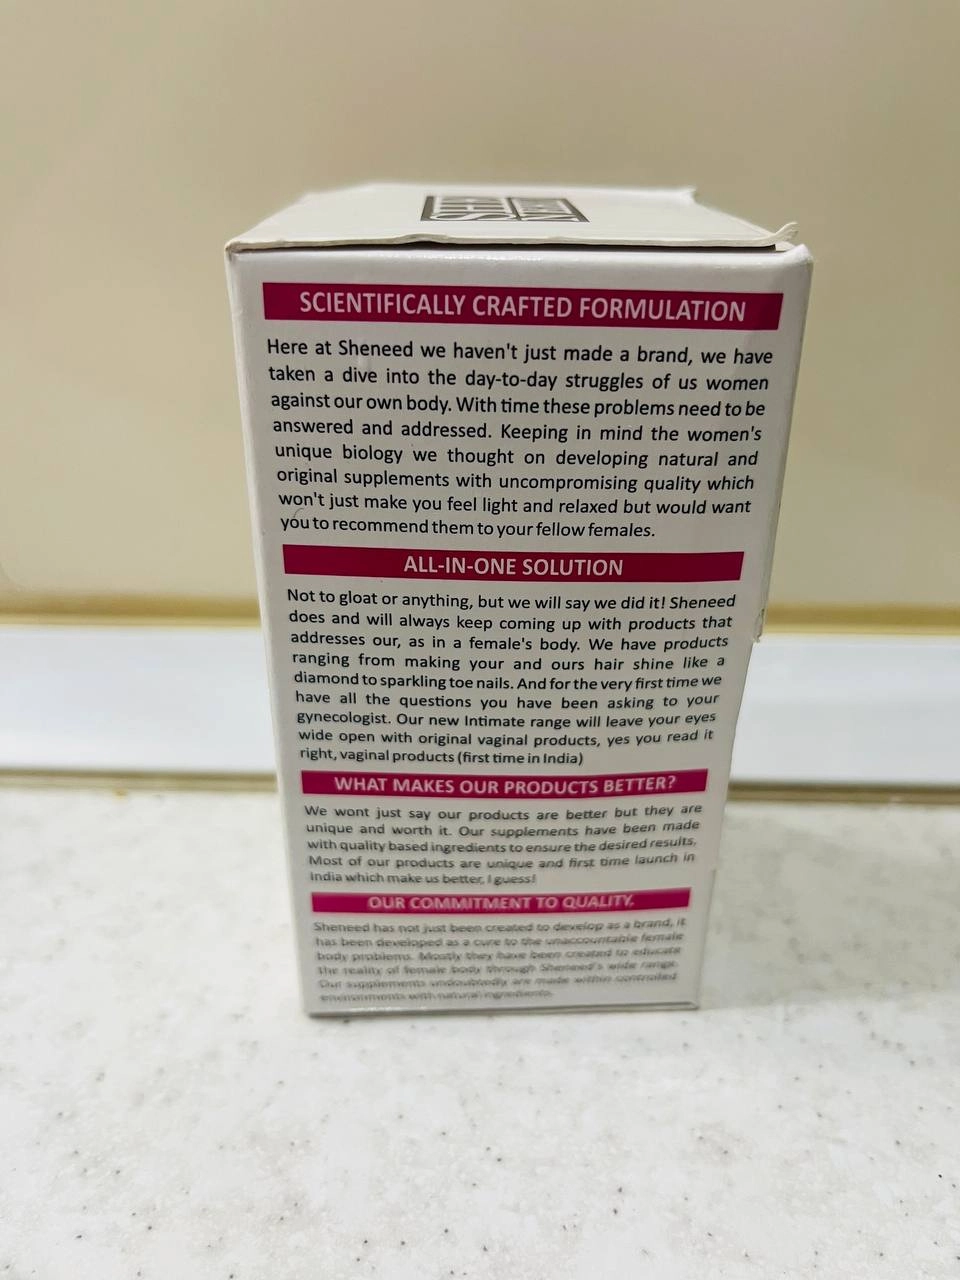 SHEN
NEED
SCIENTIFICALLY CRAFTED FORMULATION
Here at Sheneed we haven't just made a brand, we have
taken a dive into the day-to-day struggles of us women
against our own body. With time these problems need to be
answered and addressed. Keeping in mind the women's
unique biology we thought on developing natural and
original supplements with uncompromising quality which
won't just make you feel light and relaxed but would want
you to recommend them to your fellow females.
ALL-IN-ONE SOLUTION
Not to gloat or anything, but we will say we did it! Sheneed
does and will always keep coming up with products that
addresses our, as in a female's body. We have products
ranging from making your and ours hair shine like a
diamond to sparkling toe nails. And for the very first time we
have all the questions you have been asking to your
gynecologist. Our new Intimate range will leave your eyes
wide open with original vaginal products, yes you read it
right, vaginal products (first time in India)
WHAT MAKES OUR PRODUCTS BETTER?
We wont just say our products are better but they are
unique and worth it. Our supplements have been made
with quality based ingredients to ensure the desired results.
Most of our products are unique and first time launch in
India which make us better, I guess!
OUR COMMITMENT TO QUALITY.
Sheneed has not just been created to develop as a brand, it
has been developed as a cure to the unaccountable female
body problems. Mostly they have been created to educate
the reality of female body through Sheneed's wide range.
Our supplements undoubtedly are made within controlled
environments with natural ingredients.